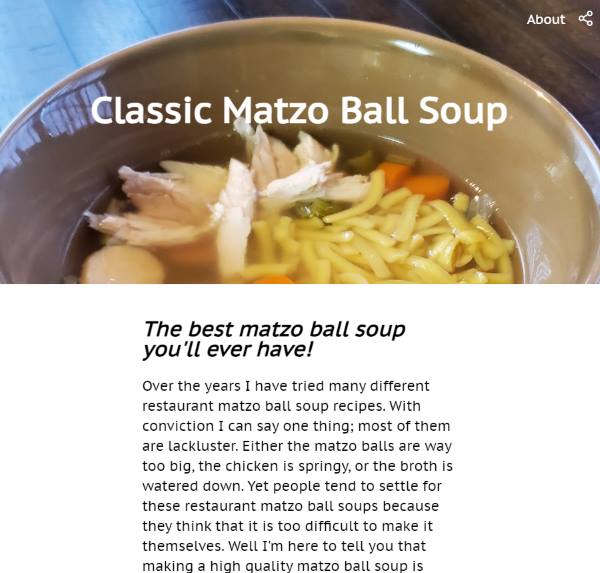 About
Classic Matzo Ball Soup
The best matzo ball soup
you'll ever have!
Over the years I have tried many different
restaurant matzo ball soup recipes. With
conviction I can say one thing; most of them
are lackluster. Either the matzo balls are way
too big, the chicken is springy, or the broth is
watered down. Yet people tend to settle for
these restaurant matzo ball soups because
they think that it is too difficult to make it
themselves. Well I'm here to tell you that
making a high quality matzo ball soup is